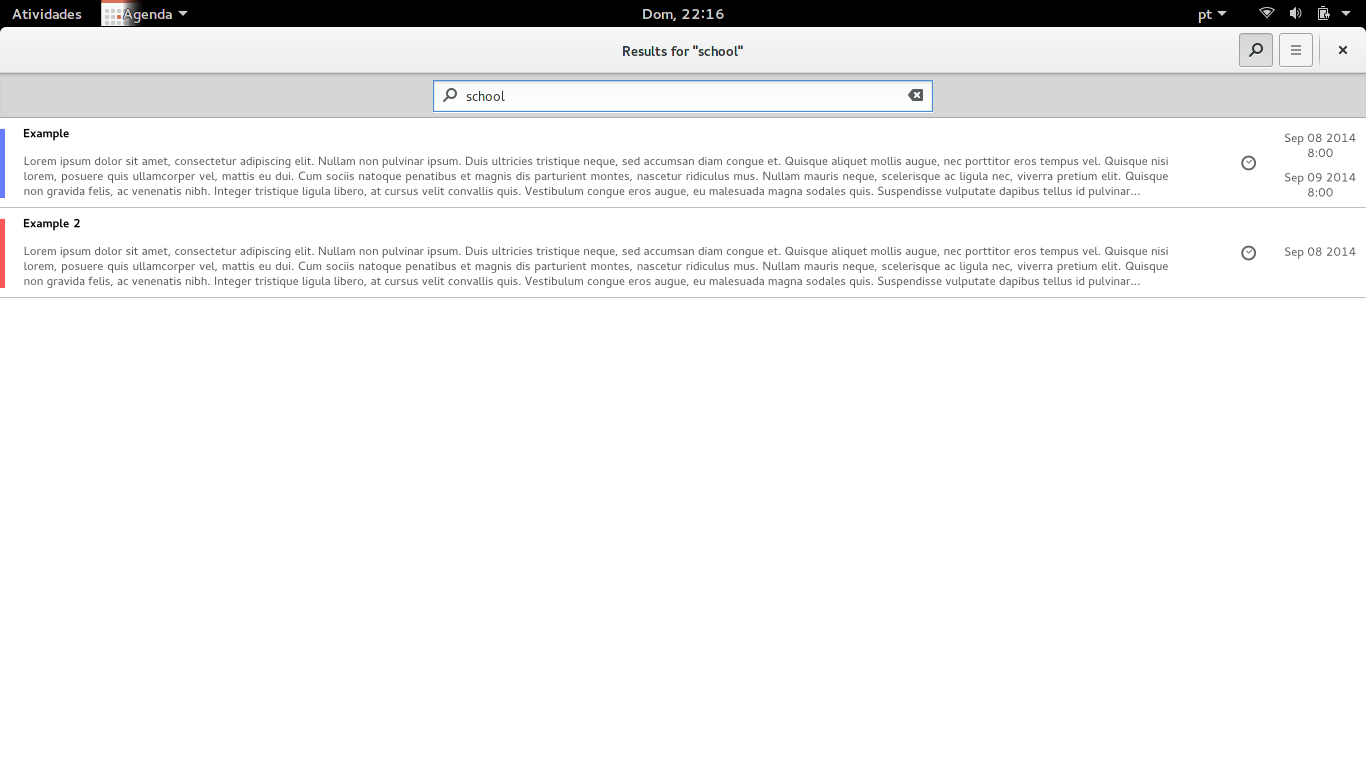 Atividades
Agenda
Dom, 22:16
pt
Results for "school"
school
Example
Lorem ipsum dolor sit amet, consectetur adipiscing elit. Nullam non pulvinar ipsum. Duis ultricies tristique neque, sed accumsan diam congue et. Quisque aliquet mollis augue, nec porttitor eros tempus vel. Quisque nisi
lorem, posuere quis ullamcorper vel, mattis eu dui. Cum sociis natoque penatibus et magnis dis parturient montes, nascetur ridiculus mus. Nullam mauris neque, scelerisque ac ligula nec, viverra pretium elit. Quisque
non gravida felis, ac venenatis nibh. Integer tristique ligula libero, at cursus velit convallis quis. Vestibulum congue eros augue, eu malesuada magna sodales quis. Suspendisse vulputate dapibus tellus id pulvinar...
Sep 08 2014
8:00
Sep 09 2014
8:00
Example 2
Lorem ipsum dolor sit amet, consectetur adipiscing elit. Nullam non pulvinar ipsum. Duis ultricies tristique neque, sed accumsan diam congue et. Quisque aliquet mollis augue, nec porttitor eros tempus vel. Quisque nisi
lorem, posuere quis ullamcorper vel, mattis eu dui. Cum sociis natoque penatibus et magnis dis parturient montes, nascetur ridiculus mus. Nullam mauris neque, scelerisque ac ligula nec, viverra pretium elit. Quisque
non gravida felis, ac venenatis nibh. Integer tristique ligula libero, at cursus velit convallis quis. Vestibulum congue eros augue, eu malesuada magna sodales quis. Suspendisse vulputate dapibus tellus id pulvinar...
Sep 08 2014